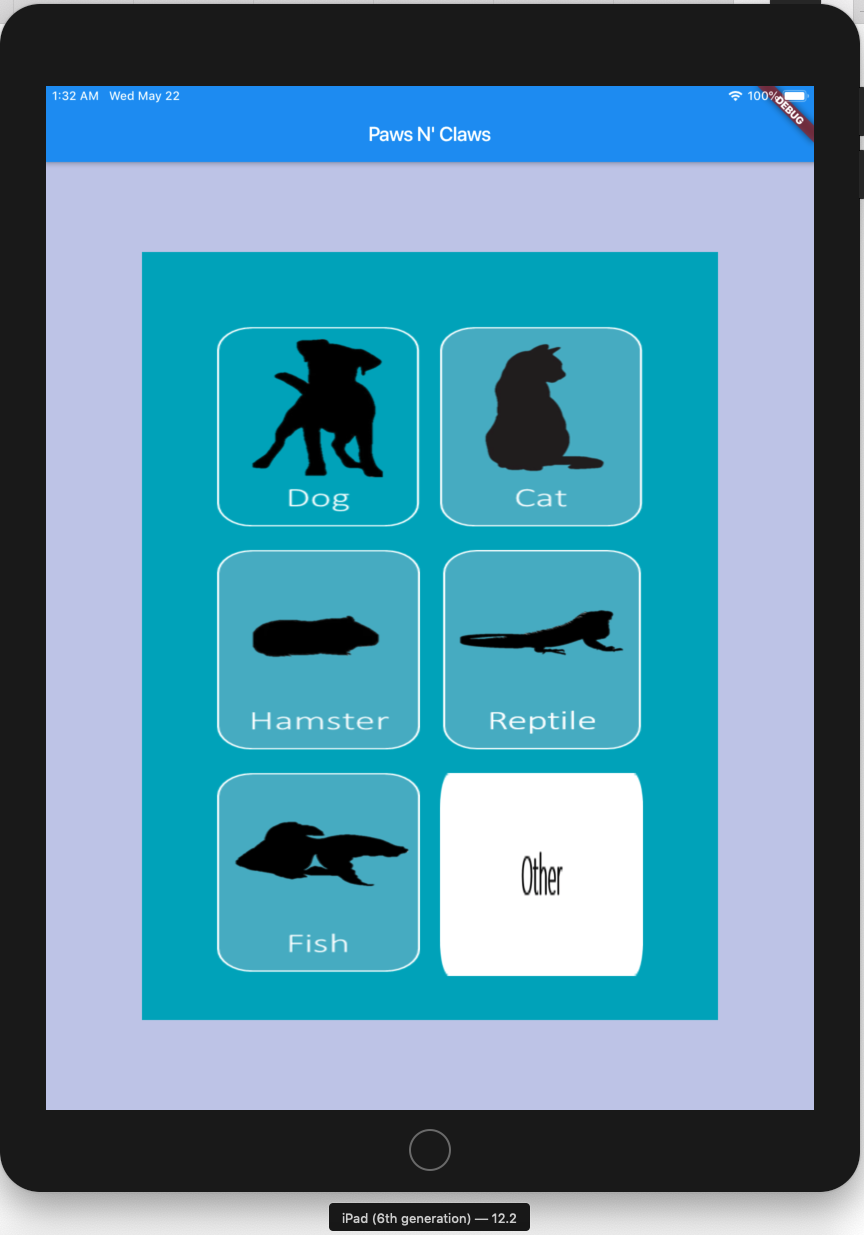 1:32 AM Wed May 22
100%
DEBUG
Paws N' Claws
Dog
Cat
Hamster
Reptile
Fish
Other
iPad (6th generation) — 12.2